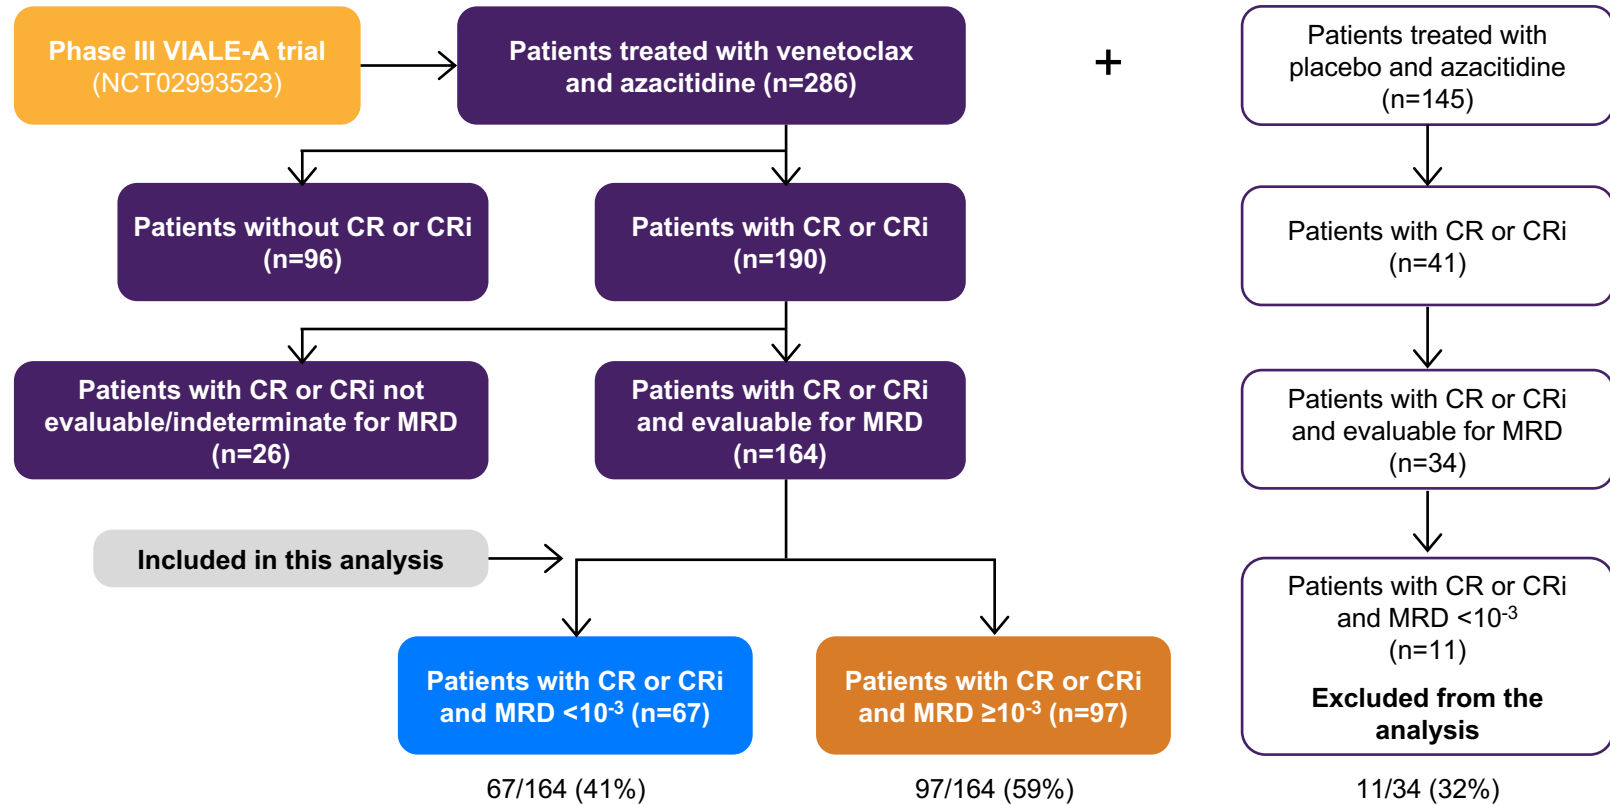 Phase III VIALE-A trial
(NCT02993523)
Patients treated with venetoclax
and azacitidine (n=286)
+
Patients treated with
placebo and azacitidine
(n=145)
Patients without CR or CRi
(n=96)
Patients with CR or CRi
(n=190)
Patients with CR or CRi
(n=41)
Patients with CR or CRi not
evaluable/indeterminate for MRD
(n=26)
Patients with CR or CRi
and evaluable for MRD
(n=164)
Patients with CR or CRi
and evaluable for MRD
(n=34)
Included in this analysis
Patients with CR or CRi
and MRD <10⁻³ (n=67)
Patients with CR or CRi
and MRD ≥10⁻³ (n=97)
Patients with CR or CRi
and MRD <10⁻³
(n=11)
Excluded from the
analysis
67/164 (41%)
97/164 (59%)
11/34 (32%)